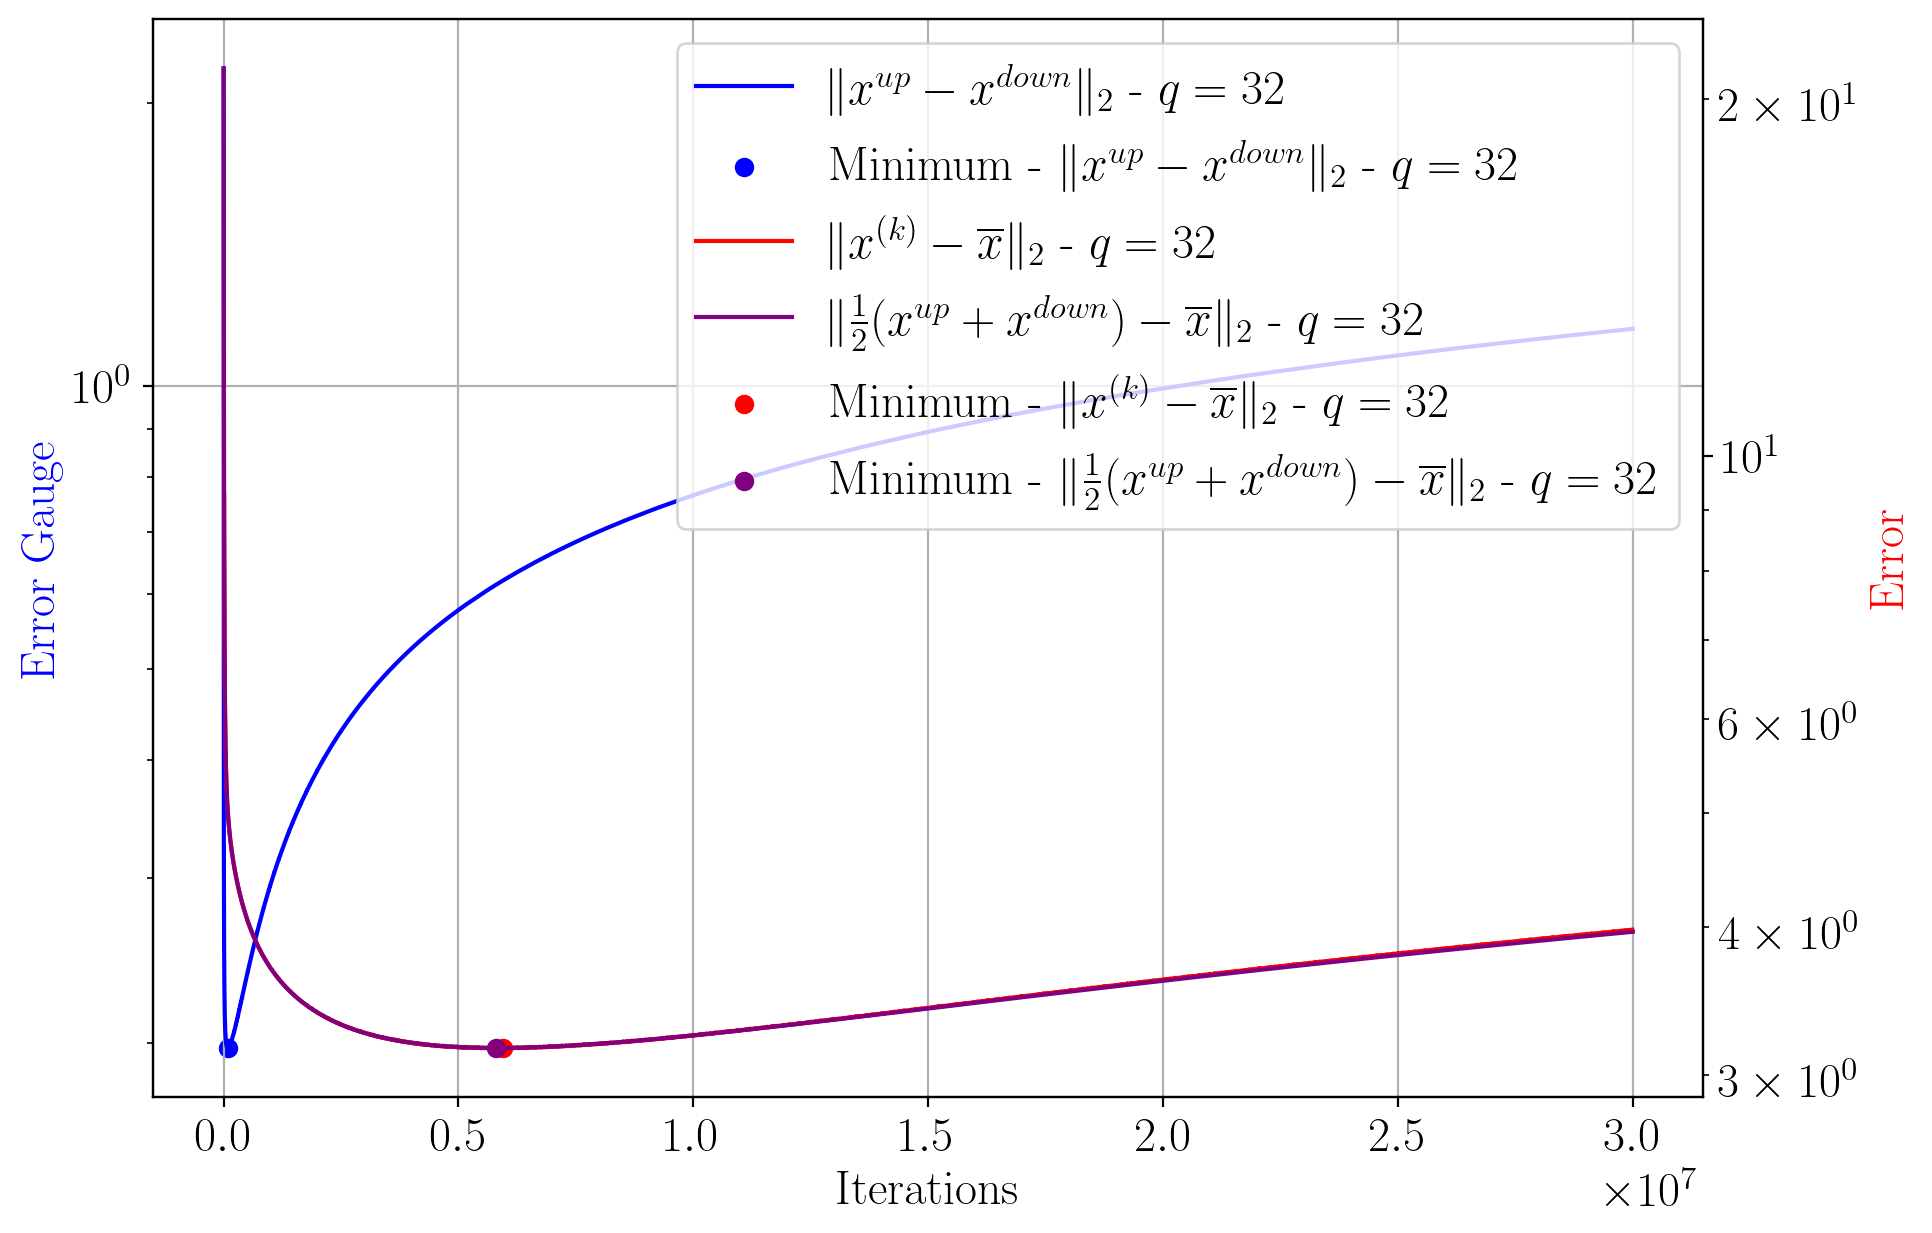 ‖x^{up} − x^{down}‖₂ - q = 32
Minimum - ‖x^{up} − x^{down}‖₂ - q = 32
‖x^{(k)} − x̅‖₂ - q = 32
‖½(x^{up} + x^{down}) − x̅‖₂ - q = 32
Minimum - ‖x^{(k)} − x̅‖₂ - q = 32
Minimum - ‖½(x^{up} + x^{down}) − x̅‖₂ - q = 32
10⁰
Error Gauge
2 × 10¹
10¹
6 × 10⁰
4 × 10⁰
3 × 10⁰
Error
0.0 0.5 1.0 1.5 2.0 2.5 3.0
Iterations
×10⁷